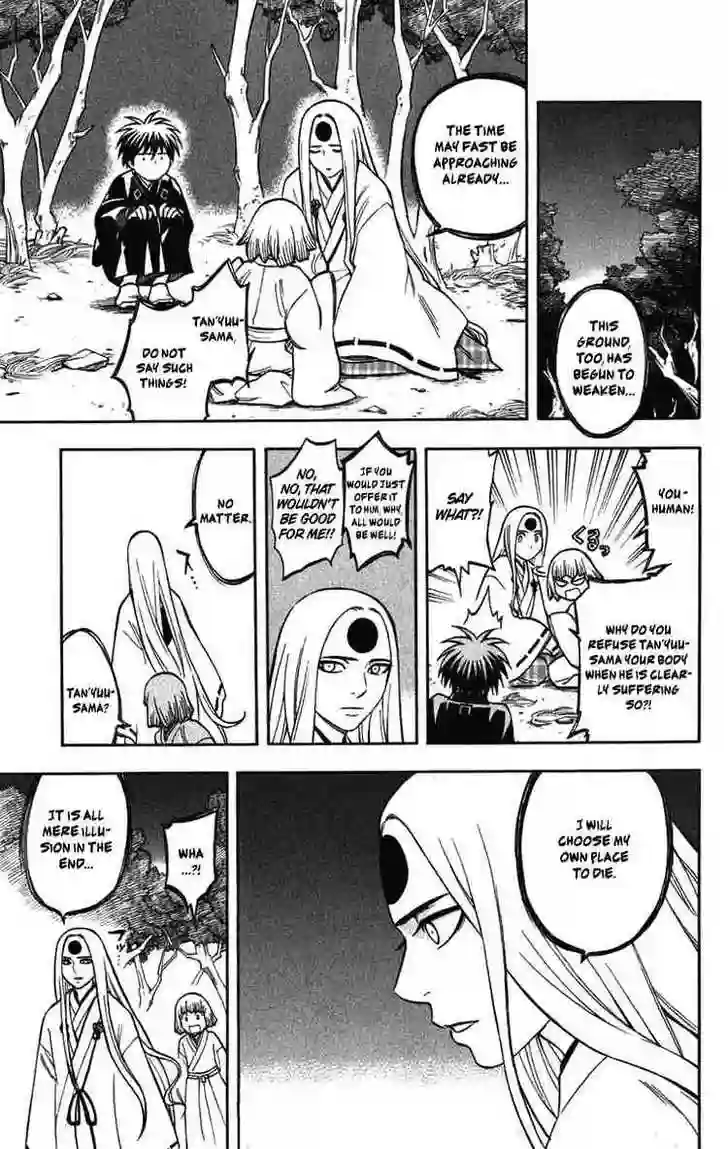 THIS
GROUND,
TOO, HAS
BEGUN TO
WEAKEN...
THE TIME
MAY FAST BE
APPROACHING
ALREADY...
TAN'YUU-
SAMA,
DO NOT
SAY SUCH
THINGS!
YOU-
HUMAN!
くるっ
WHY DO YOU
REFUSE TAN'YUU-
SAMA YOUR BODY
WHEN HE IS CLEAR-
LY SUFFERING
SO?!
SAY
WHAT?!
IF YOU
WOULD JUST
OFFER IT
TO HIM, WHY,
ALL WOULD
BE WELL!
NO,
NO, THAT
WOULDN'T
BE GOOD
FOR ME!!
NO
MATTER.
TAN'YUU-
SAMA?
I WILL
CHOOSE MY
OWN PLACE
TO DIE.
WHA
...?!
IT IS ALL
MERE ILLU-
SION IN THE
END...